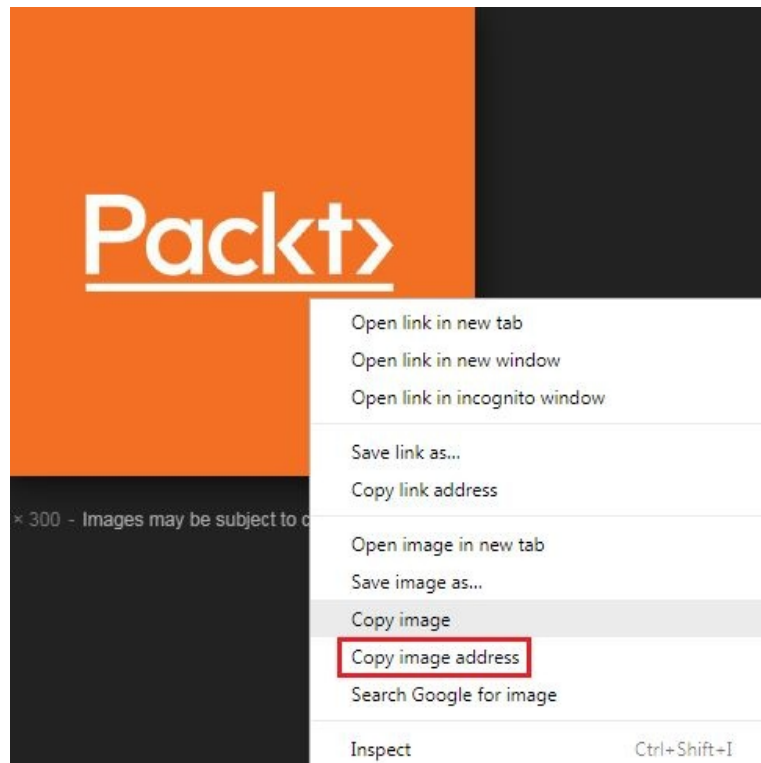 Packt>
Open link in new tab
Open link in new window
Open link in incognito window
Save link as...
Copy link address
× 300 - Images may be subject to c
Open image in new tab
Save image as...
Copy image
Copy image address
Search Google for image
Inspect Ctrl+Shift+I